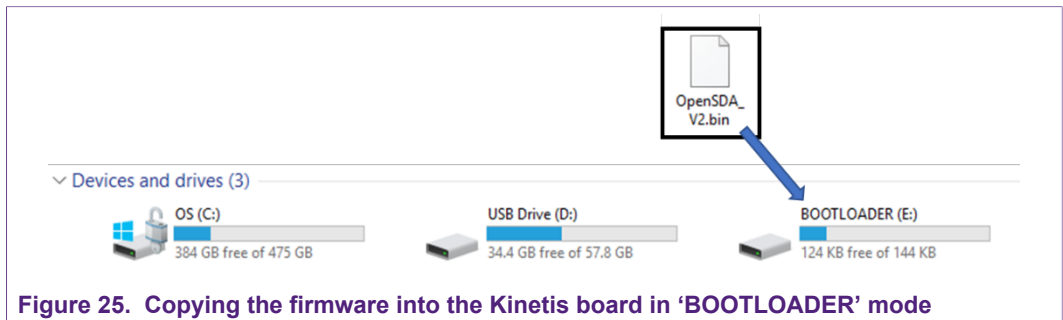 OpenSDA_
V2.bin
Devices and drives (3)
OS (C:)
384 GB free of 475 GB
USB Drive (D:)
34.4 GB free of 57.8 GB
BOOTLOADER (E:)
124 KB free of 144 KB
Figure 25. Copying the firmware into the Kinetis board in ‘BOOTLOADER’ mode